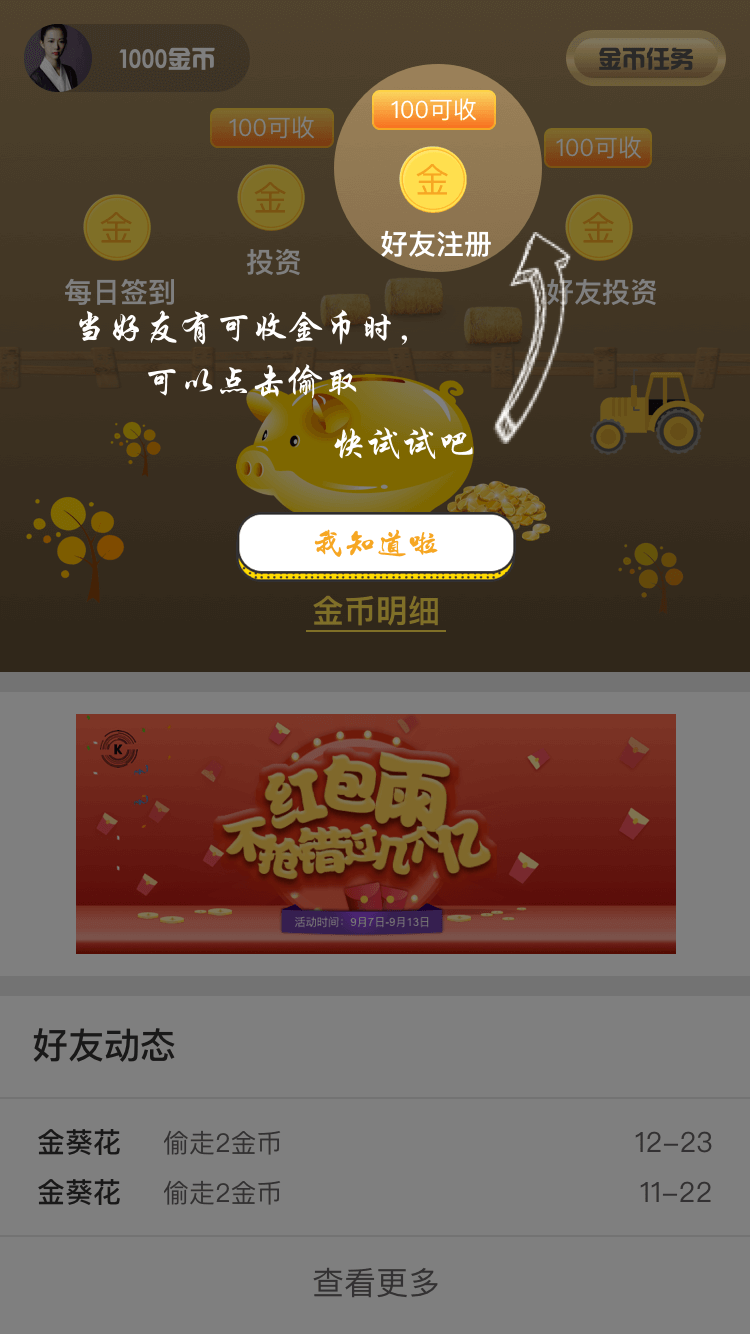 1000金币
金币任务
100可收
100可收
100可收
金
金
金
金
好友注册
投资
每日签到
好友投资
当好友有可收金币时，
可以点击偷取
快试试吧
我知道啦
金币明细
K
红包雨
不抢错过几个亿
活动时间：9月7日-9月13日
好友动态
金葵花 偷走2金币 12-23
金葵花 偷走2金币 11-22
查看更多